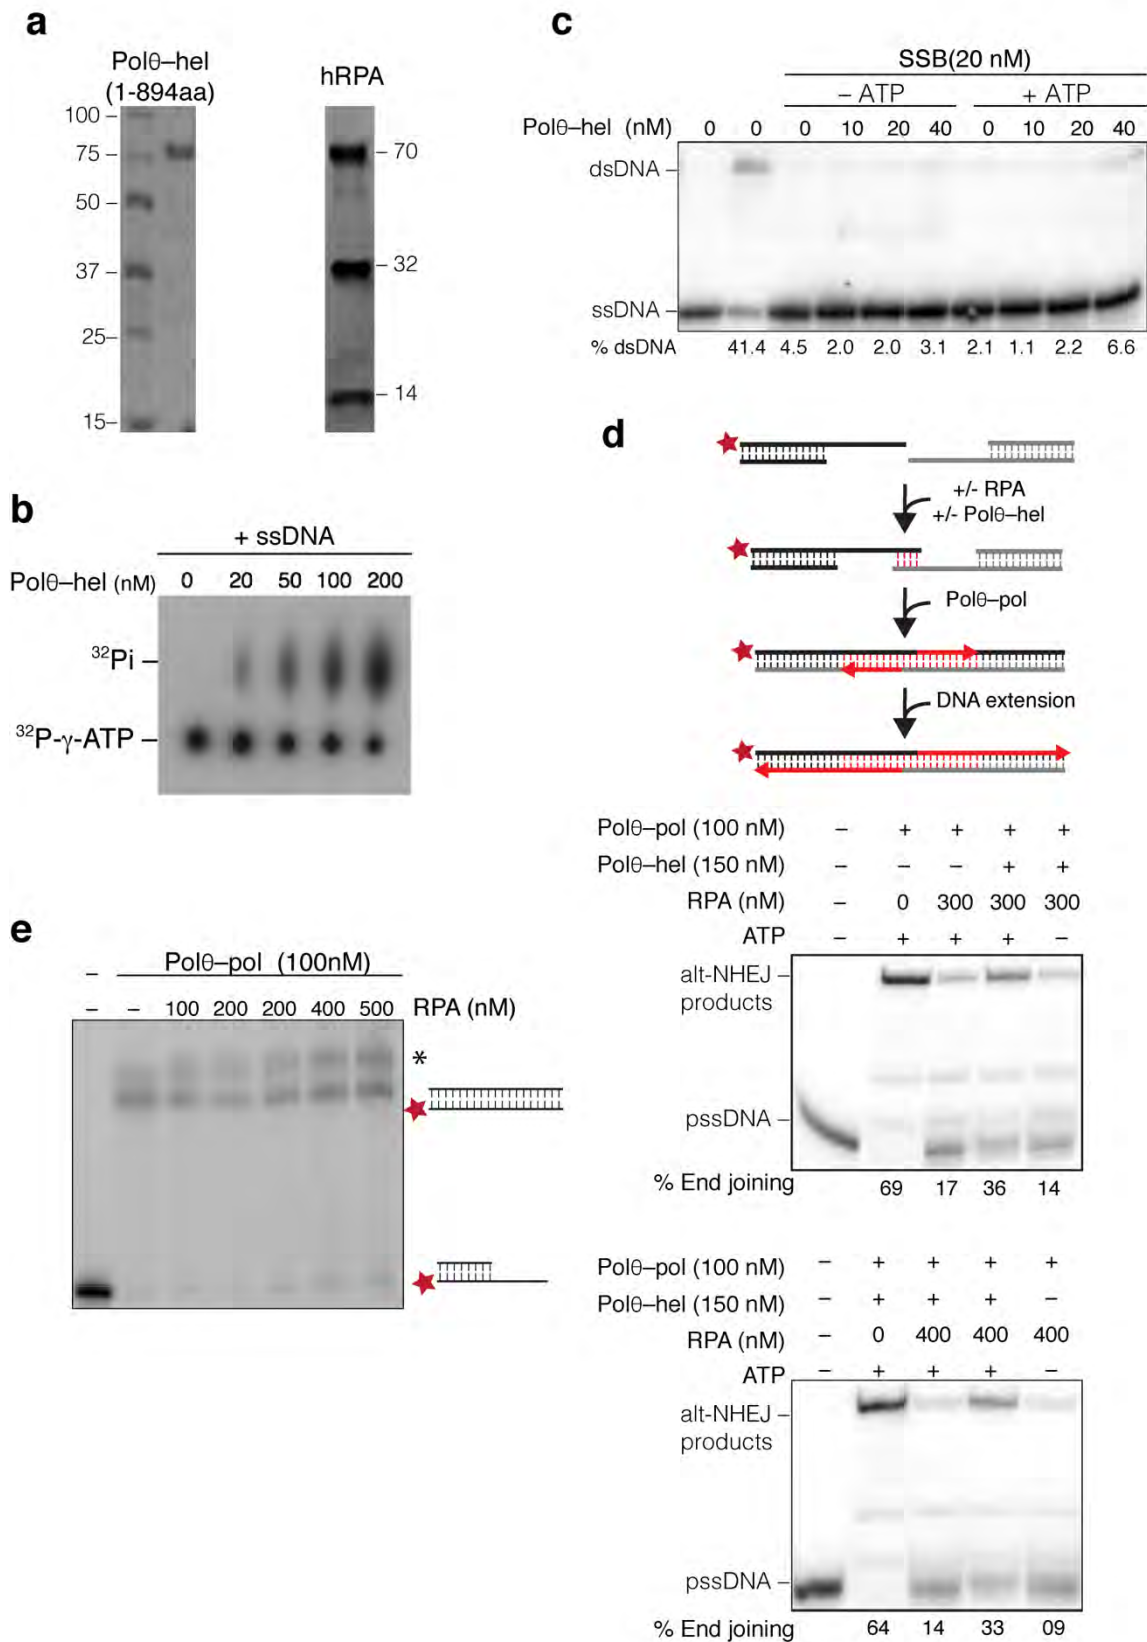 a
Polθ–hel
(1-894aa)
100 –
75 –
50 –
37 –
25 –
15 –
hRPA
– 70
– 32
– 14
b
+ ssDNA
Polθ–hel (nM) 0 20 50 100 200
³²Pi –
³²P-γ-ATP –
c
SSB(20 nM)
– ATP + ATP
Polθ–hel (nM) 0 0 0 10 20 40 0 10 20 40
dsDNA –
ssDNA –
% dsDNA 41.4 4.5 2.0 2.0 3.1 2.1 1.1 2.2 6.6
d
+/- RPA
+/- Polθ–hel
Polθ–pol
DNA extension
Polθ–pol (100 nM) – + + + +
Polθ–hel (150 nM) – – – + +
RPA (nM) – 0 300 300 300
ATP – + + + –
alt-NHEJ –
products
pssDNA –
% End joining 69 17 36 14
Polθ–pol (100 nM) – + + + +
Polθ–hel (150 nM) – + + + –
RPA (nM) – 0 400 400 400
ATP – + + + –
alt-NHEJ –
products
pssDNA –
% End joining 64 14 33 09
e
– Polθ–pol (100nM)
– – 100 200 200 400 500 RPA (nM)
*